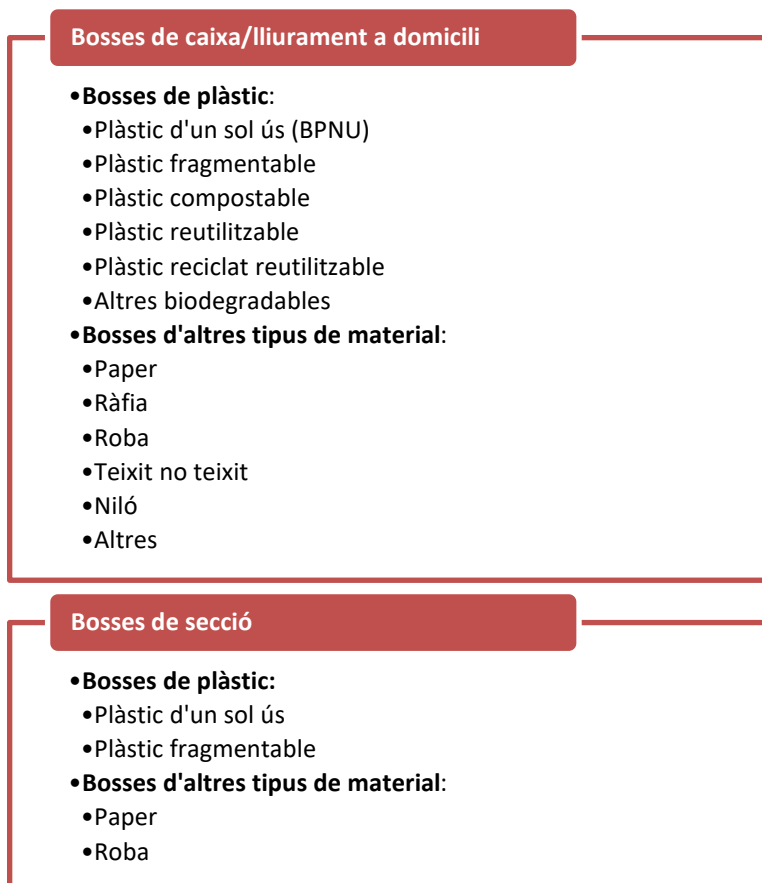 Bosses de caixa/lliurament a domicili
•Bosses de plàstic:
•Plàstic d'un sol ús (BPNU)
•Plàstic fragmentable
•Plàstic compostable
•Plàstic reutilitzable
•Plàstic reciclat reutilitzable
•Altres biodegradables
•Bosses d'altres tipus de material:
•Paper
•Ràfia
•Roba
•Teixit no teixit
•Niló
•Altres
Bosses de secció
•Bosses de plàstic:
•Plàstic d'un sol ús
•Plàstic fragmentable
•Bosses d'altres tipus de material:
•Paper
•Roba